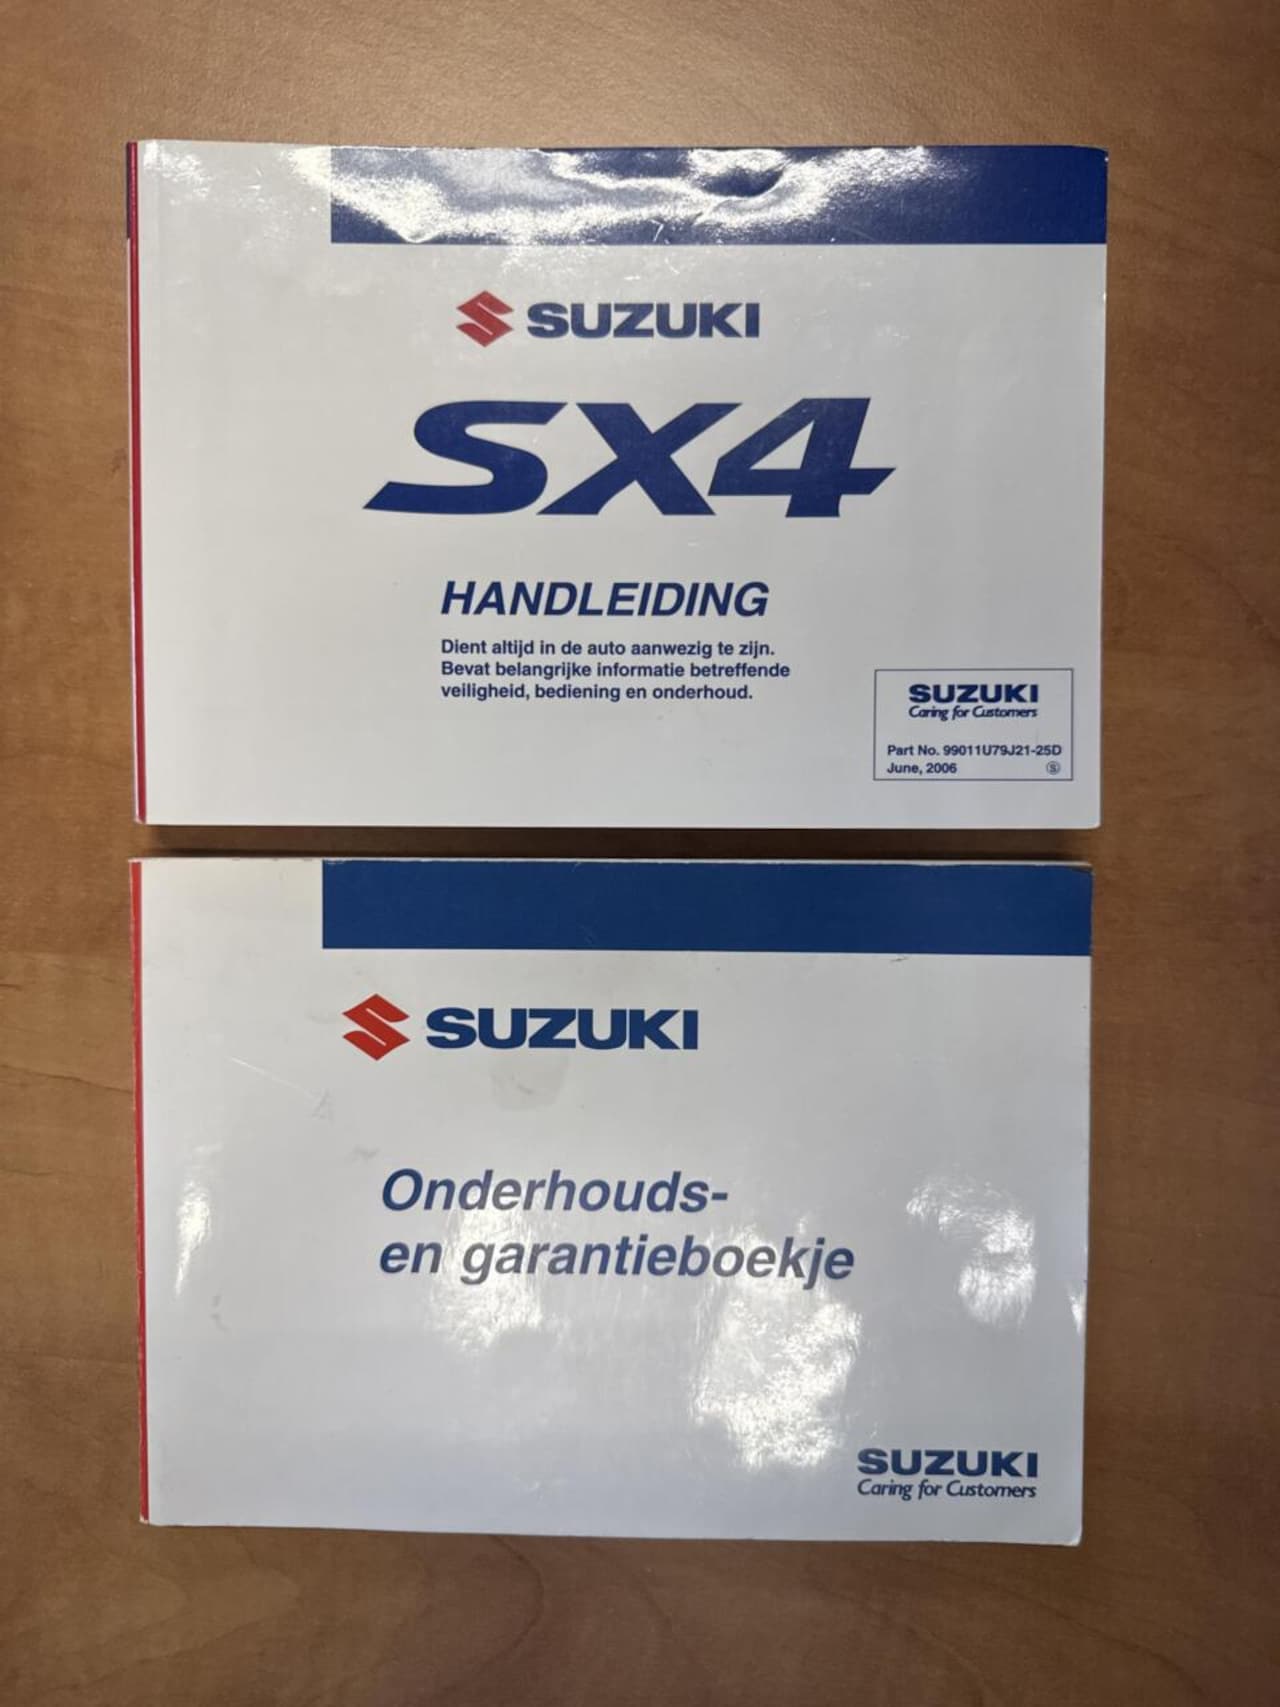 SUZUKI
SX4
HANDLEIDING
Dient altijd in de auto aanwezig te zijn.
Bevat belangrijke informatie betreffende
veiligheid, bediening en onderhoud.
SUZUKI
Caring for Customers
Part No. 99011U79J21-25D
June, 2006 Ⓢ
SUZUKI
Onderhouds-
en garantieboekje
SUZUKI
Caring for Customers